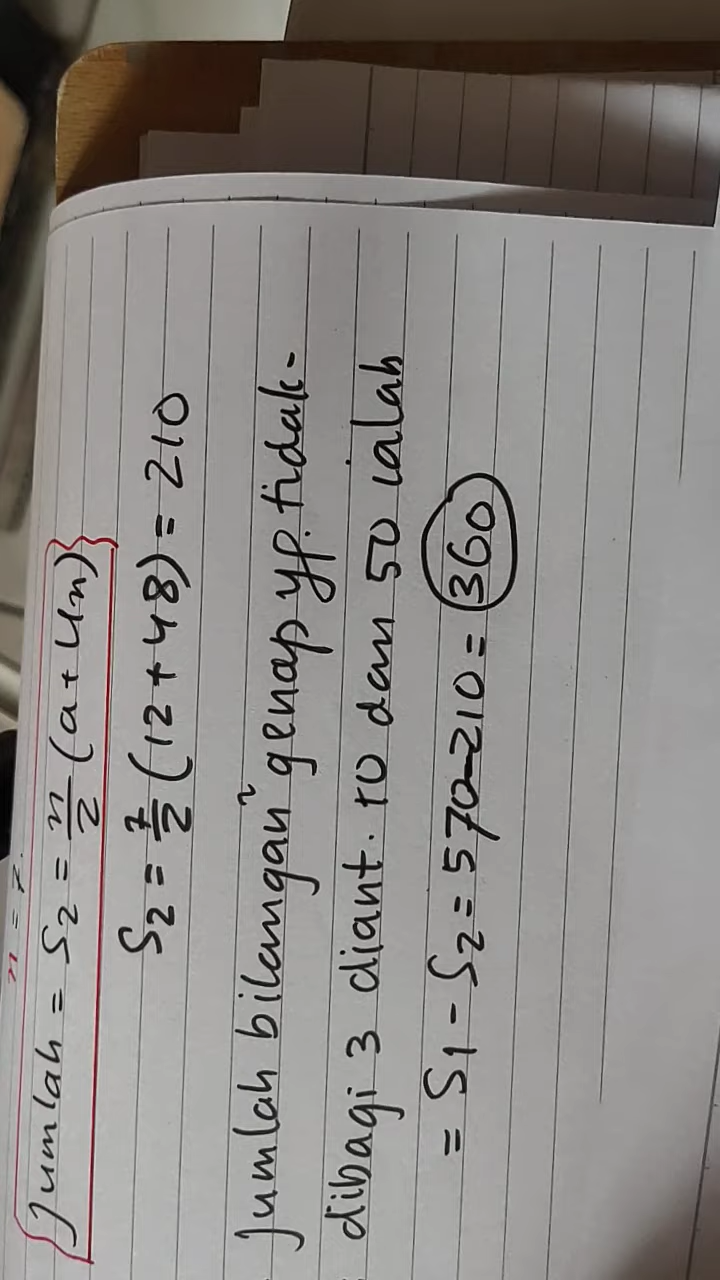 n = 7.
Jumlah = S2 = n/2 (a + Un)
S2 = 7/2 (12 + 48) = 210
Jumlah bilangan² genap yg. tidak-
dibagi 3 diant. 10 dan 50 ialah
= S1 - S2 = 570-210 = 360